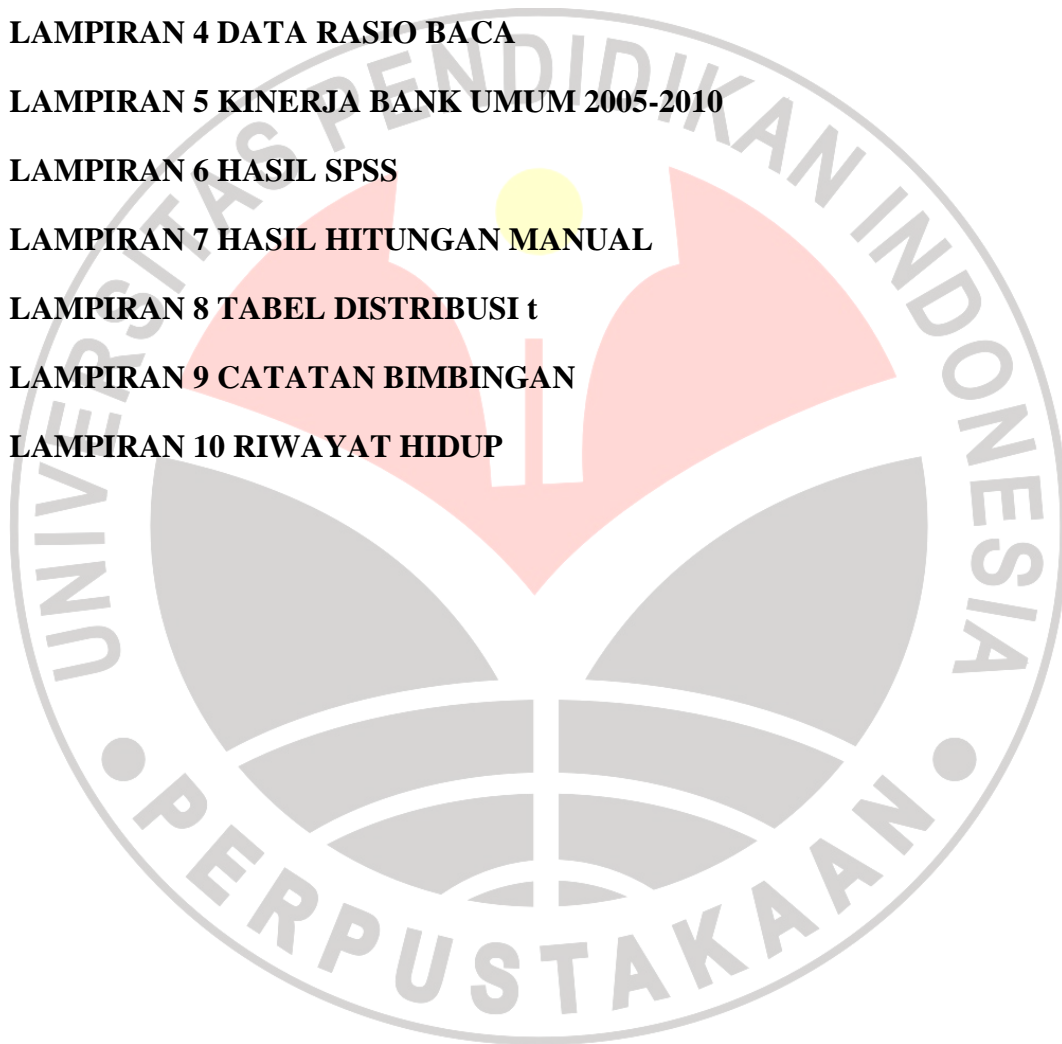 LAMPIRAN 4 DATA RASIO BACA
LAMPIRAN 5 KINERJA BANK UMUM 2005-2010
LAMPIRAN 6 HASIL SPSS
LAMPIRAN 7 HASIL HITUNGAN MANUAL
LAMPIRAN 8 TABEL DISTRIBUSI t
LAMPIRAN 9 CATATAN BIMBINGAN
LAMPIRAN 10 RIWAYAT HIDUP
UNIVERSITAS PENDIDIKAN INDONESIA
PERPUSTAKAAN